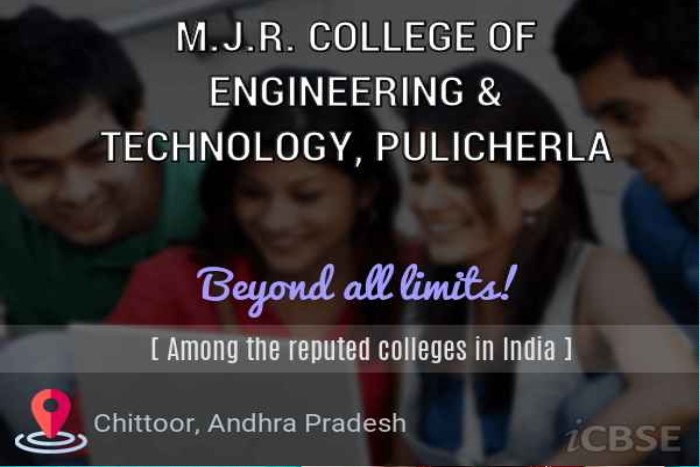 M.J.R. COLLEGE OF
ENGINEERING &
TECHNOLOGY, PULICHERLA
Beyond all limits!
[ Among the reputed colleges in India ]
Chittoor, Andhra Pradesh
iCBSE